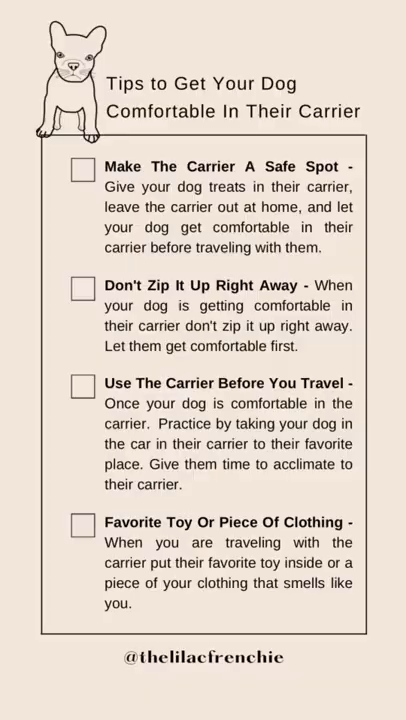 Tips to Get Your Dog
Comfortable In Their Carrier
Make The Carrier A Safe Spot -
Give your dog treats in their carrier,
leave the carrier out at home, and let
your dog get comfortable in their
carrier before traveling with them.
Don't Zip It Up Right Away - When
your dog is getting comfortable in
their carrier don't zip it up right away.
Let them get comfortable first.
Use The Carrier Before You Travel -
Once your dog is comfortable in the
carrier. Practice by taking your dog in
the car in their carrier to their favorite
place. Give them time to acclimate to
their carrier.
Favorite Toy Or Piece Of Clothing -
When you are traveling with the
carrier put their favorite toy inside or a
piece of your clothing that smells like
you.
@thelilacfrenchie